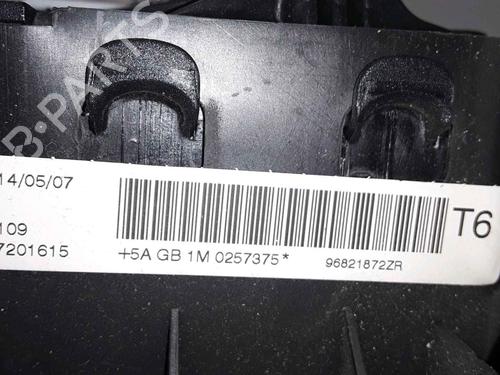 B-PARTS
14/05/07
T6
109
7201615
+5A GB 1M 0257375*
96821872ZR